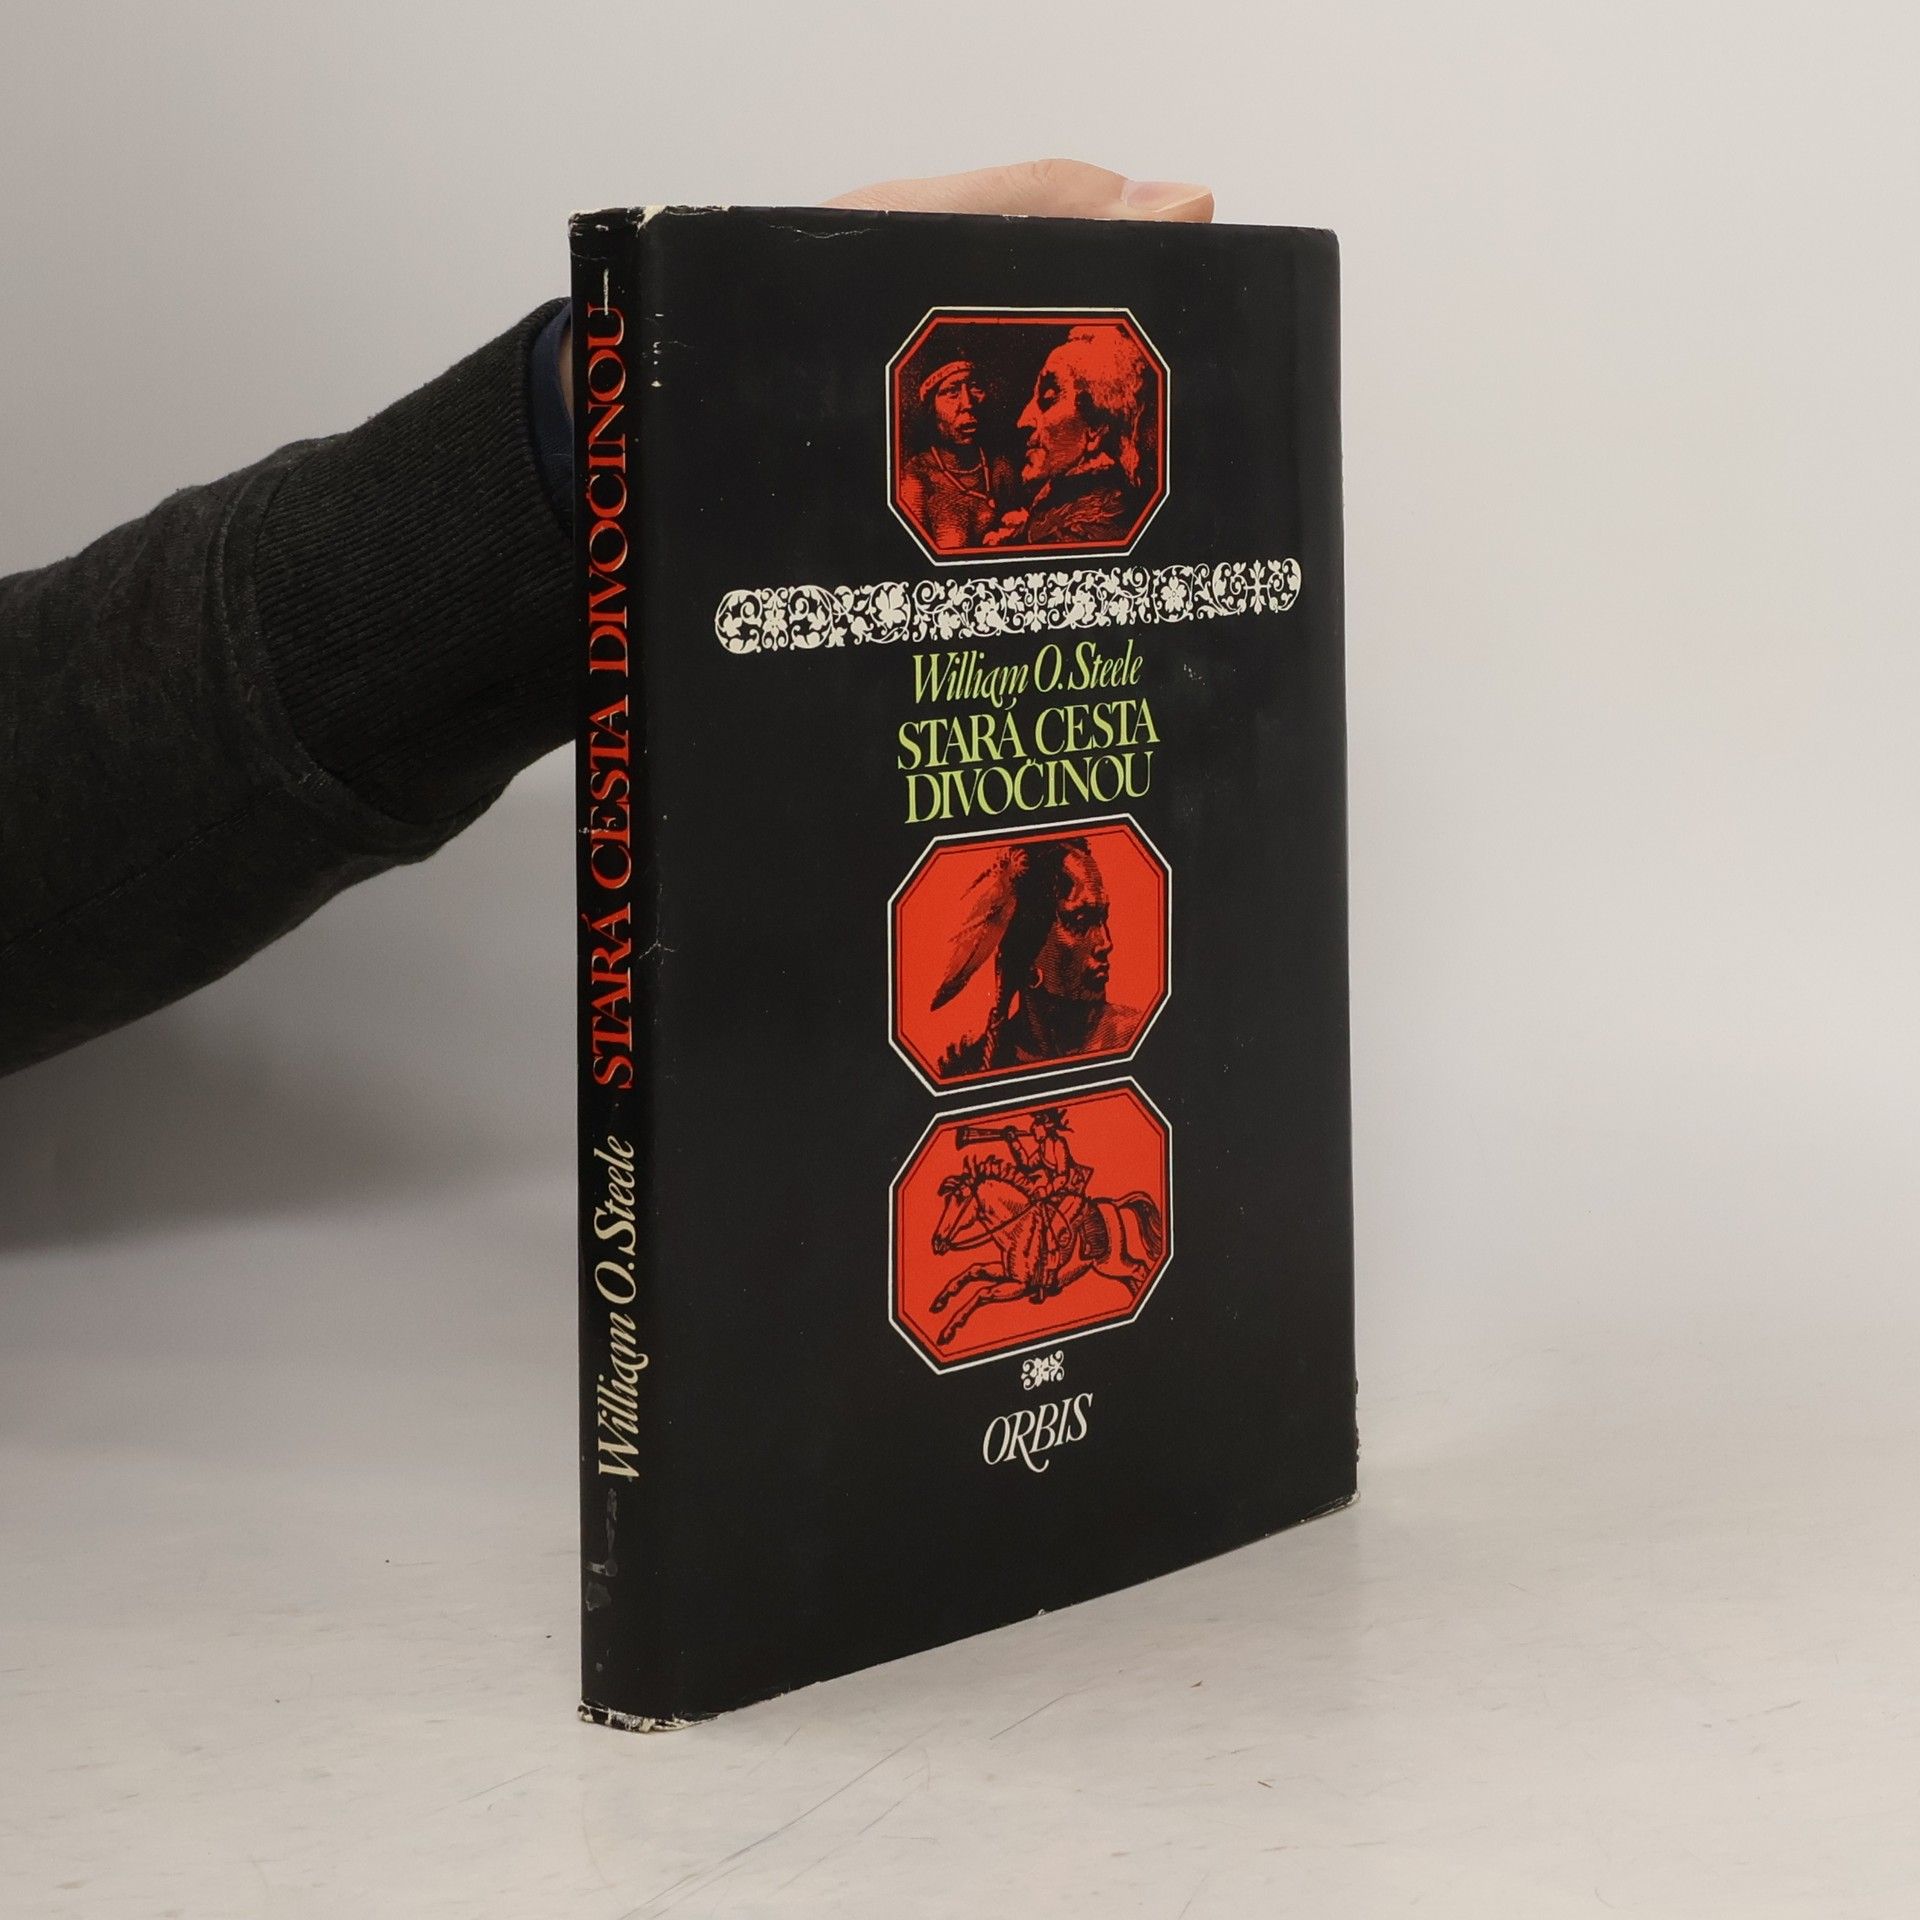 William O. Steele STARÁ CESTA DIVOČINOU
William O. Steele
STARÁ CESTA
DIVOČINOU
ORBIS